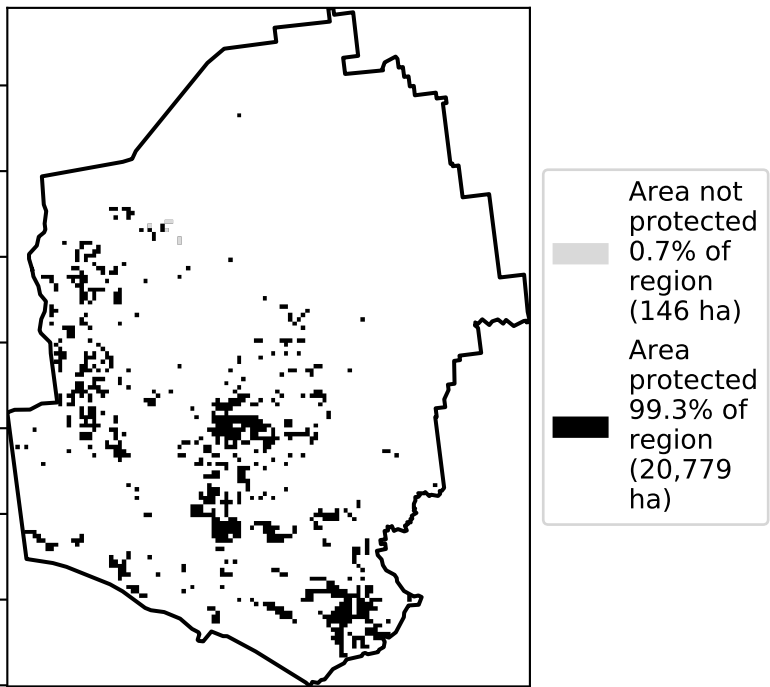 Area not
protected
0.7% of
region
(146 ha)
Area
protected
99.3% of
region
(20,779
ha)